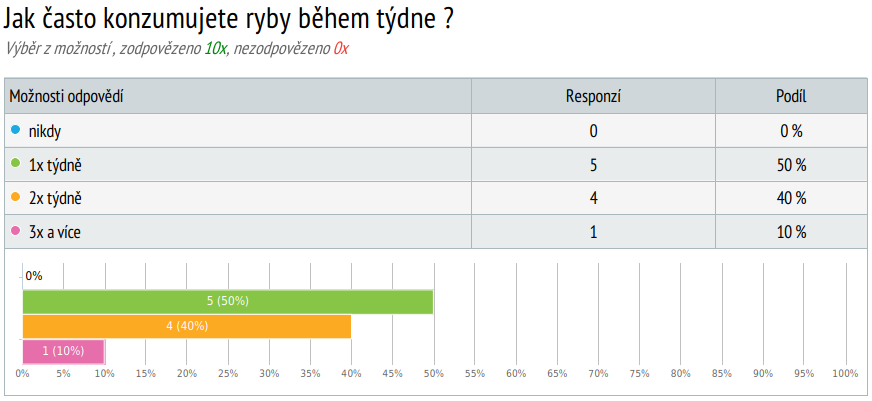 Jak často konzumujete ryby během týdne ?
Výběr z možností , zodpovězeno 10x, nezodpovězeno 0x
Možnosti odpovědí Responzí Podíl
nikdy 0 0 %
1x týdně 5 50 %
2x týdně 4 40 %
3x a více 1 10 %
0%
5 (50%)
4 (40%)
1 (10%)
0% 5% 10% 15% 20% 25% 30% 35% 40% 45% 50% 55% 60% 65% 70% 75% 80% 85% 90% 95% 100%